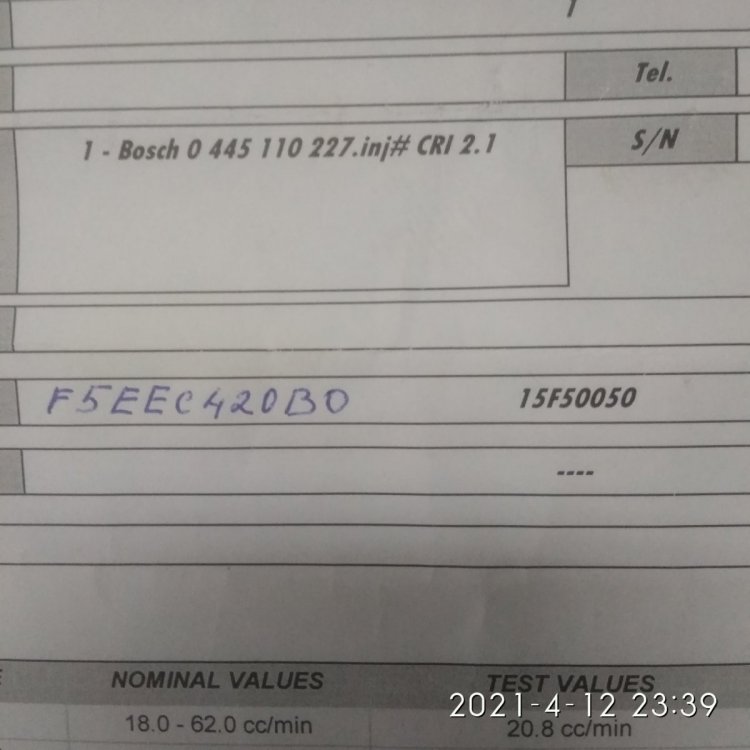 Tel.
1 - Bosch 0 445 110 227.inj# CRI 2.1
S/N
F5EEC420B0
15F50050
----
NOMINAL VALUES
TEST VALUES
2021-4-12 23:39
18.0 - 62.0 cc/min
20.8 cc/min